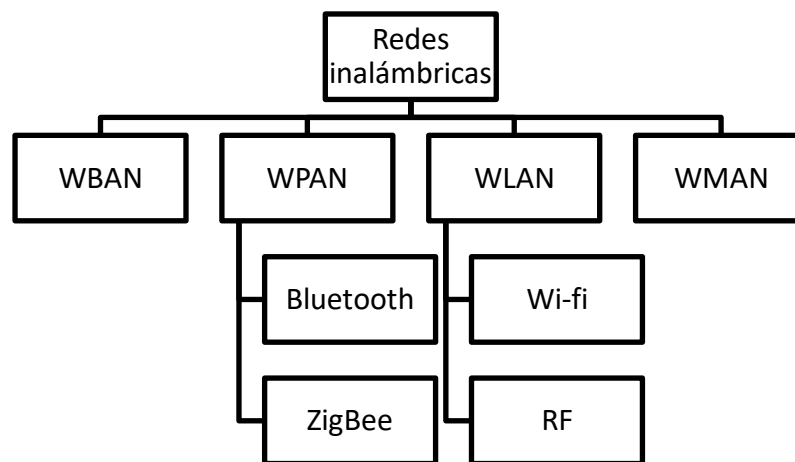 Redes
inalámbricas
WBAN
WPAN
WLAN
WMAN
Bluetooth
Wi-fi
ZigBee
RF